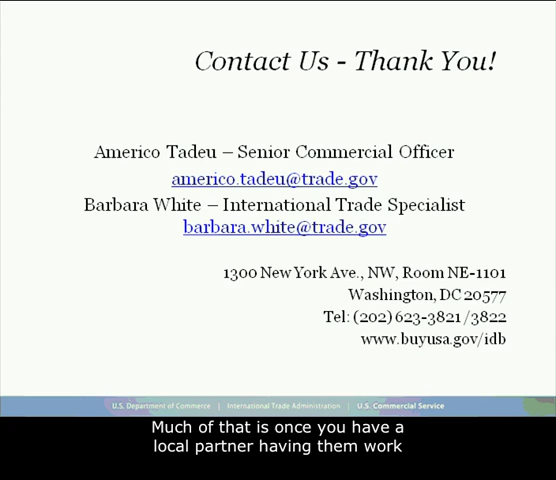 Contact Us - Thank You!
Americo Tadeu – Senior Commercial Officer
americo.tadeu@trade.gov
Barbara White – International Trade Specialist
barbara.white@trade.gov
1300 New York Ave., NW, Room NE-1101
Washington, DC 20577
Tel: (202) 623-3821 /3822
www.buyusa.gov/idb
U.S. Department of Commerce | International Trade Administration | U.S. Commercial Service
Much of that is once you have a
local partner having them work